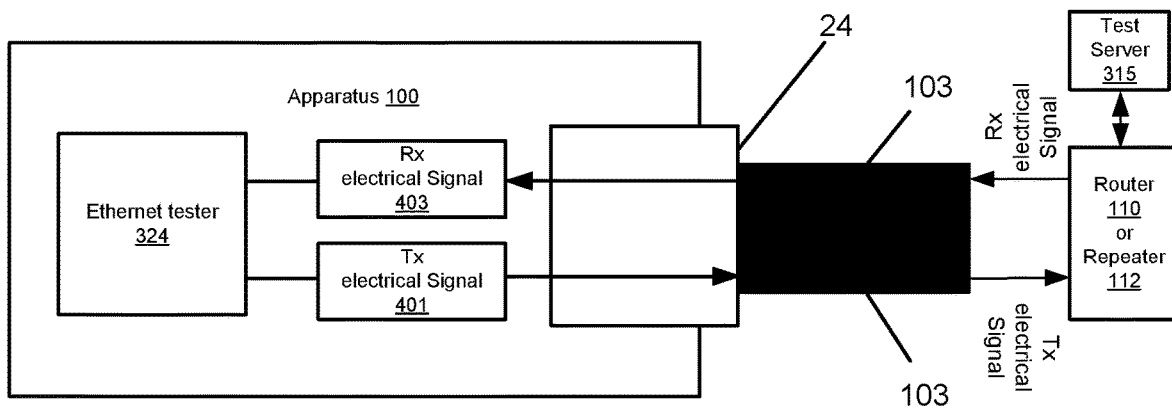 24
Test
Server
315
103
Apparatus 100
Rx
electrical
Signal
Rx
electrical Signal
403
Ethernet tester
324
Router
110
or
Repeater
112
Tx
electrical Signal
401
Tx
electrical
Signal
103